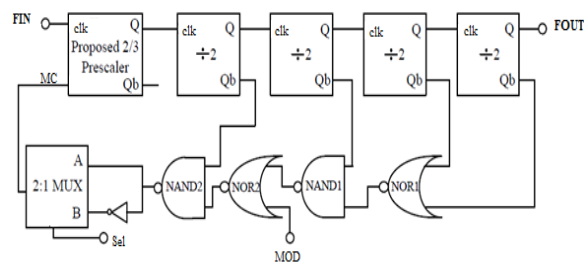 FIN
clk Q
Proposed 2/3
Prescaler
MC
Qb
clk Q
÷2
Qb
clk Q
÷2
Qb
clk Q
÷2
Qb
clk Q
÷2
Qb
FOUT
A
2:1 MUX
B
Sel
NAND2
NOR2
NAND1
NOR1
MOD